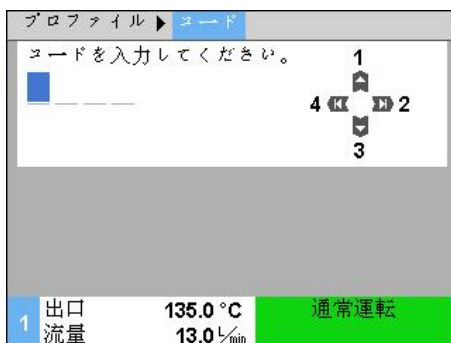 プロファイル ▶ コード
コードを入力してください。
1
4 2
3
1 出口 135.0 °C 通常運転
流量 13.0 L/min